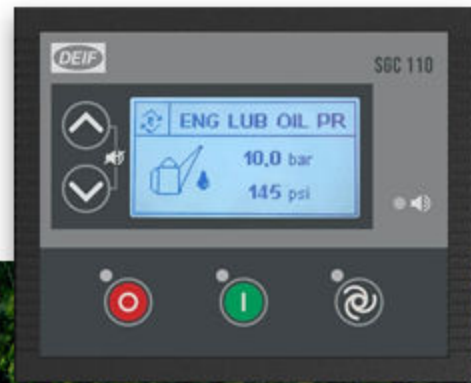 DEIF
SGC 110
ENG LUB OIL PR
10,0 bar
145 psi